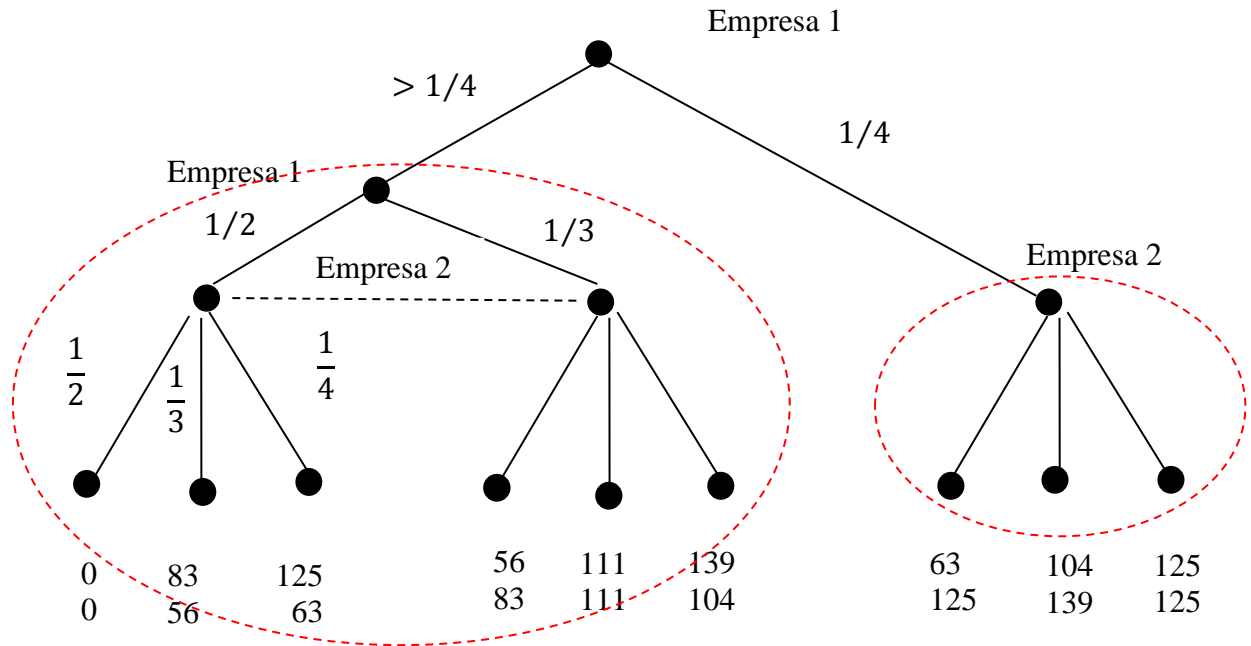 Empresa 1
> 1/4
1/4
Empresa 1
1/2
1/3
Empresa 2
Empresa 2
1
2
1
3
1
4
0 83 125
0 56 63
56 111 139
83 111 104
63 104 125
125 139 125